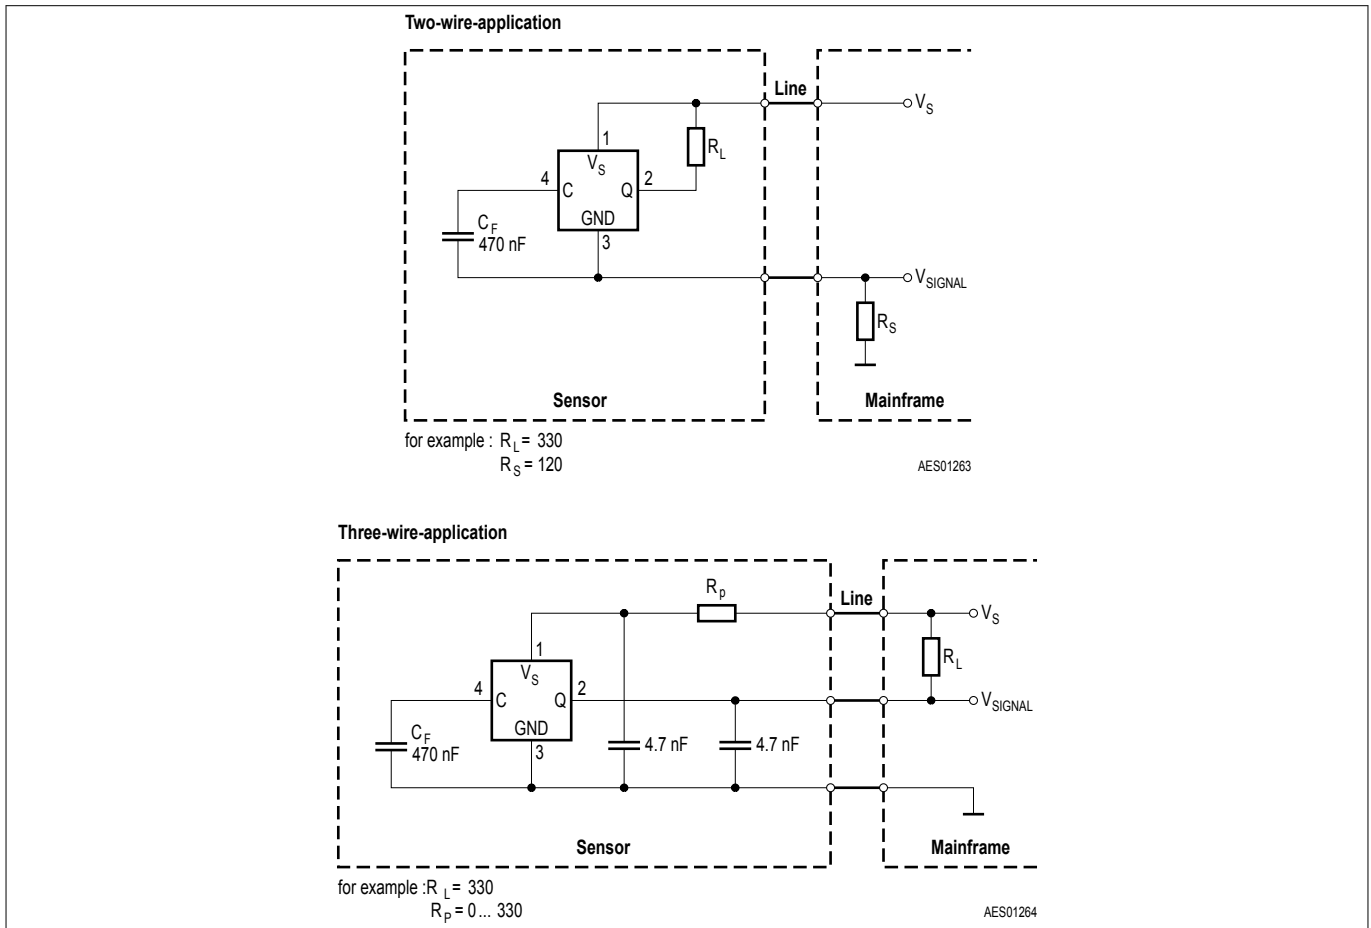 Two-wire-application
Line
V_S
1
R_L
V_S
4
2
C
Q
GND
C_F
470 nF
3
V_SIGNAL
R_S
Sensor
Mainframe
for example : R_L = 330
R_S = 120
AES01263
Three-wire-application
R_p
Line
V_S
1
R_L
V_S
4
2
C
Q
V_SIGNAL
GND
C_F
470 nF
3
4.7 nF
4.7 nF
Sensor
Mainframe
for example :R_L = 330
R_P = 0... 330
AES01264